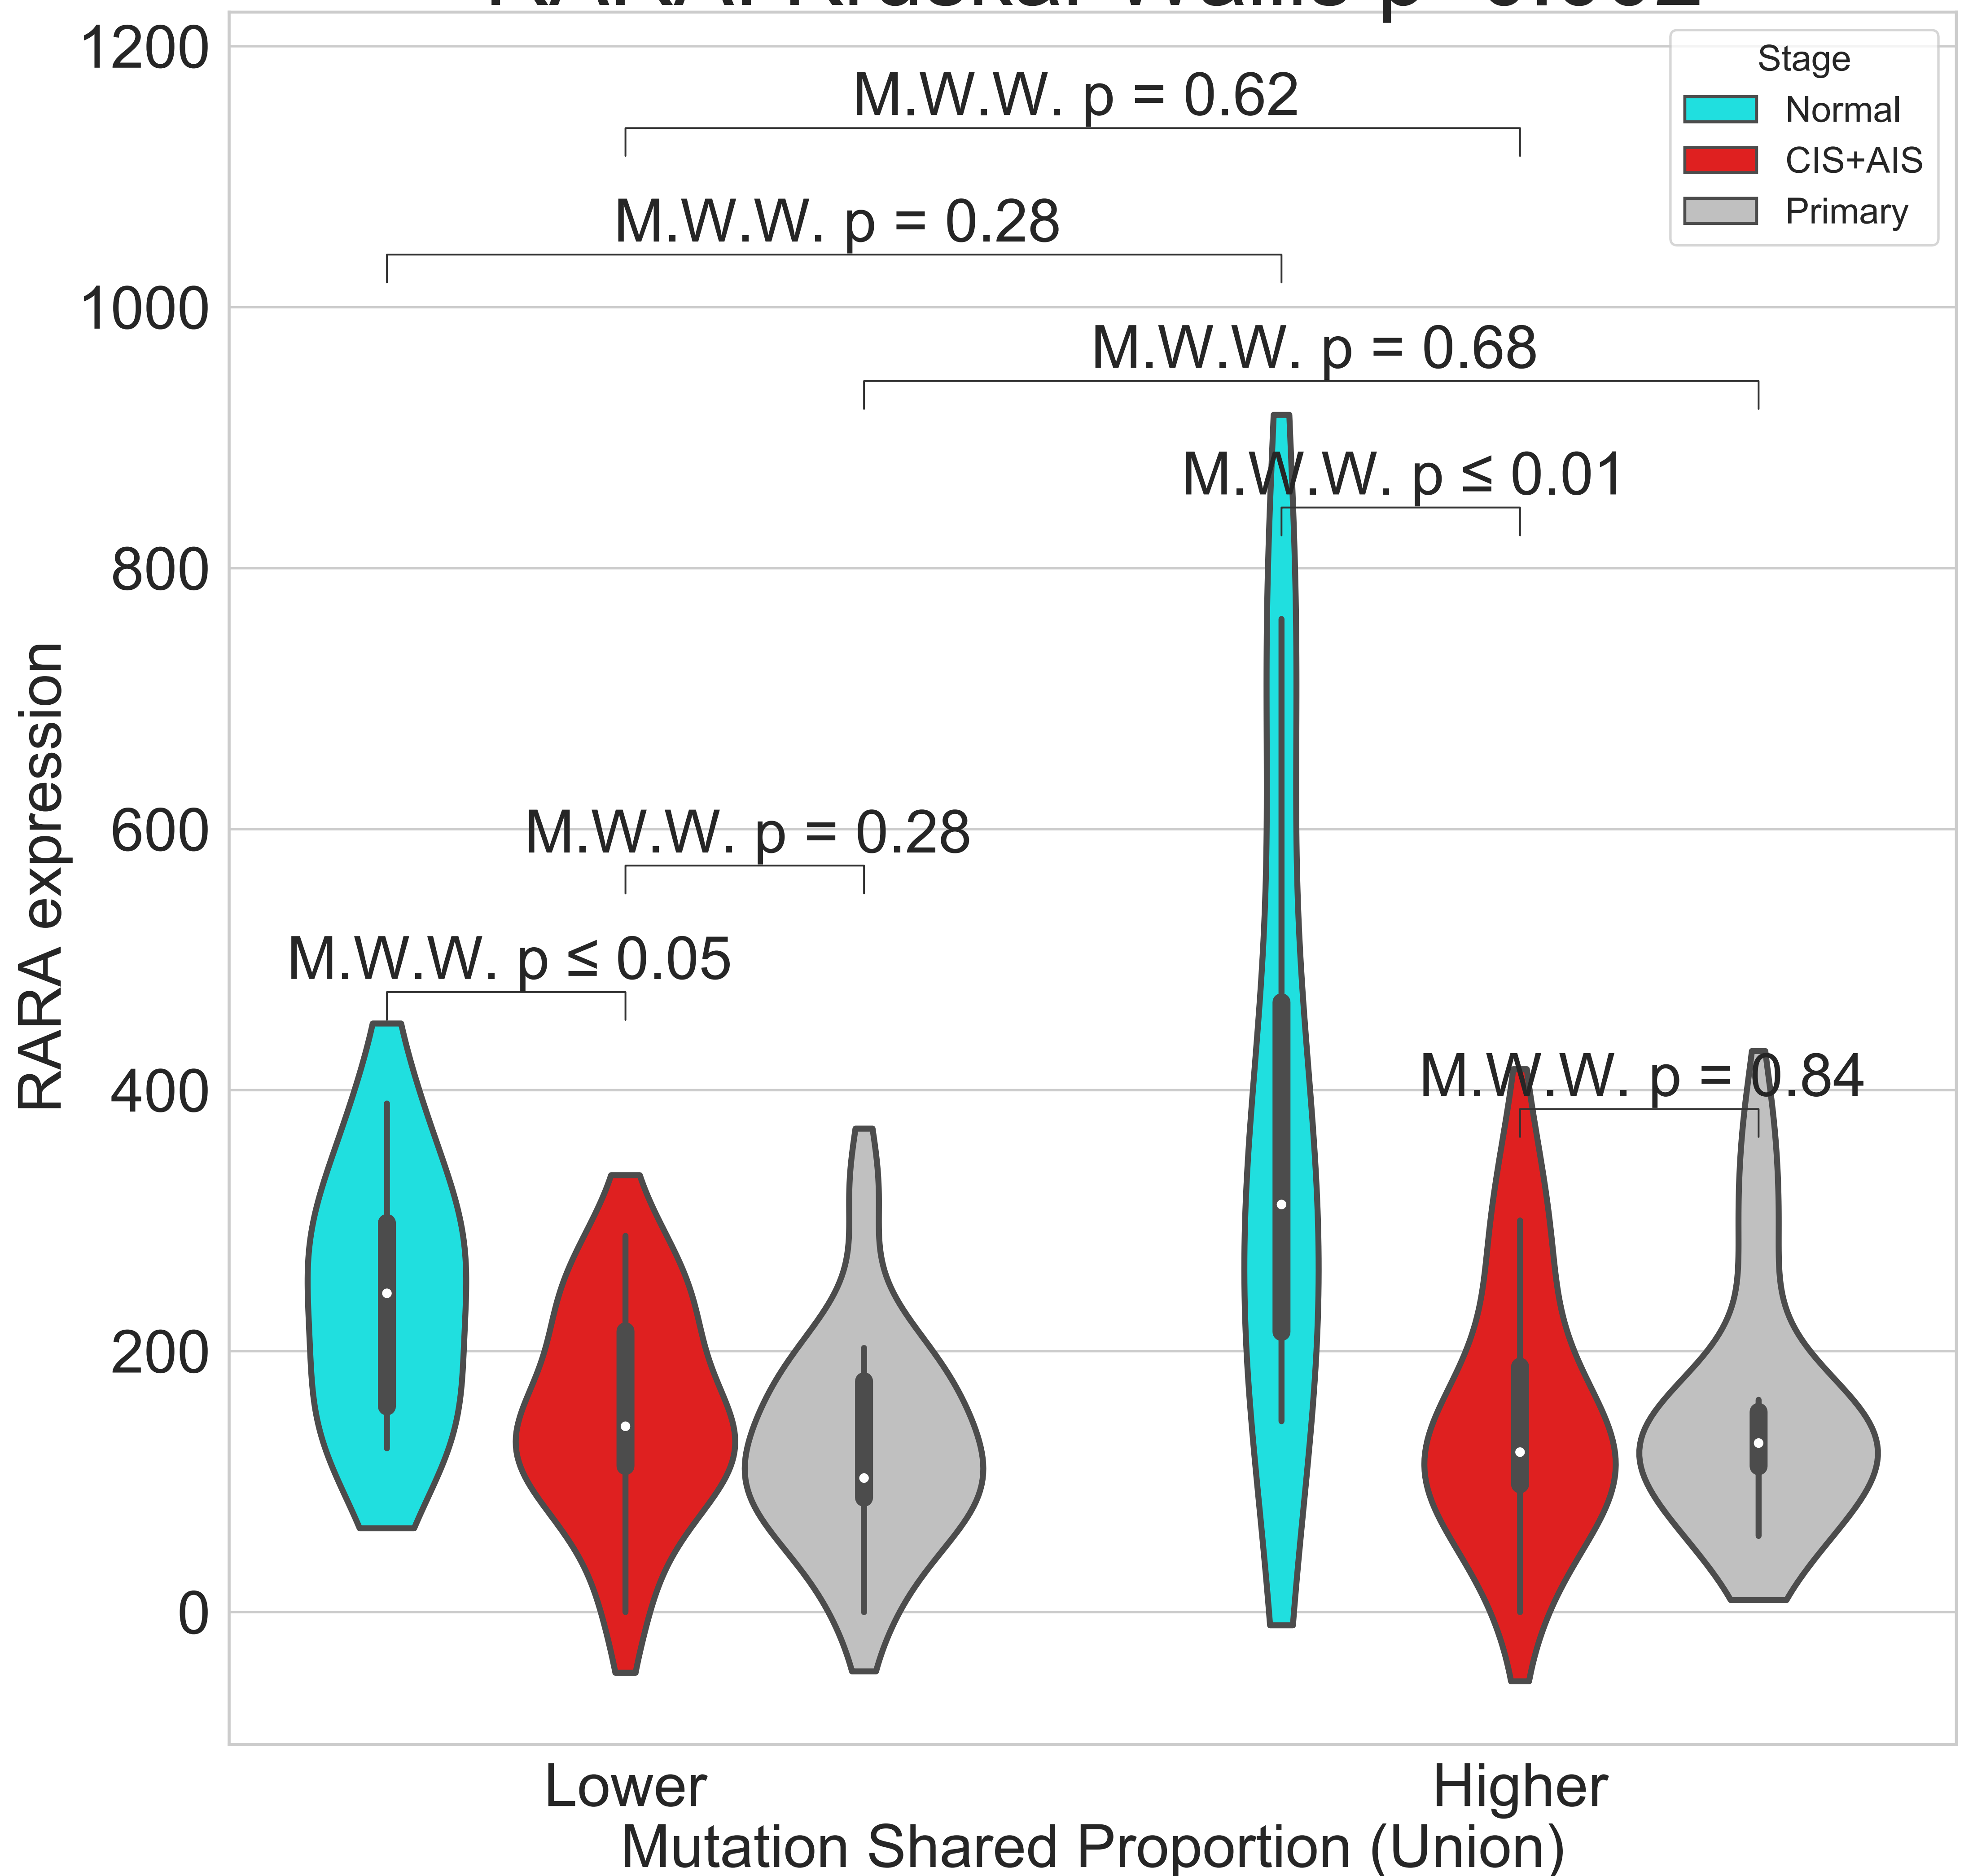 1200
1000
800
600
400
200
0
RARA expression
Stage
Normal
CIS+AIS
Primary
M.W.W. p = 0.62
M.W.W. p = 0.28
M.W.W. p = 0.68
M.W.W. p ≤ 0.01
M.W.W. p = 0.28
M.W.W. p ≤ 0.05
M.W.W. p = 0.84
Lower
Higher
Mutation Shared Proportion (Union)